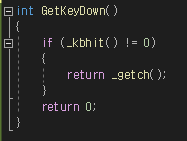 int GetKeyDown()
{
    if (_kbhit() != 0)
    {
        return _getch();
    }
    return 0;
}